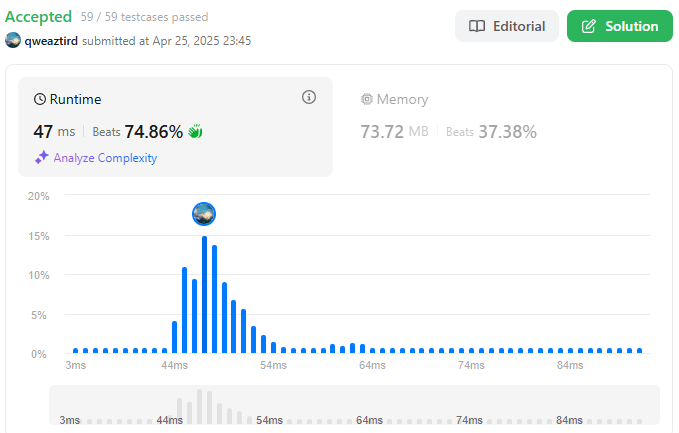 Accepted 59 / 59 testcases passed
qweaztird submitted at Apr 25, 2025 23:45
Editorial
Solution
Runtime
47 ms Beats 74.86%
Analyze Complexity
Memory
73.72 MB Beats 37.38%
20%
15%
10%
5%
0%
3ms 44ms 54ms 64ms 74ms 84ms
3ms 44ms 54ms 64ms 74ms 84ms